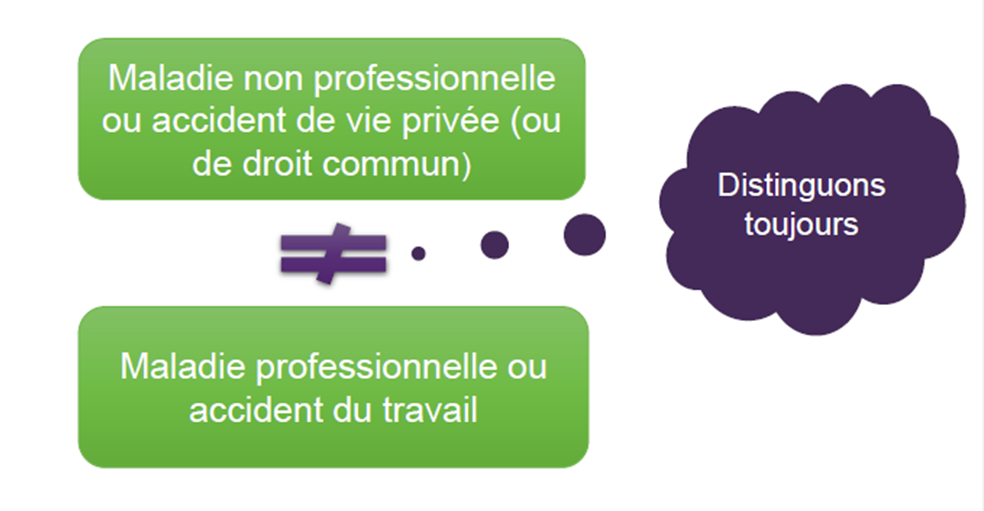 Maladie non professionnelle
ou accident de vie privée (ou
de droit commun)
Distinguons
toujours
≠
Maladie professionnelle ou
accident du travail